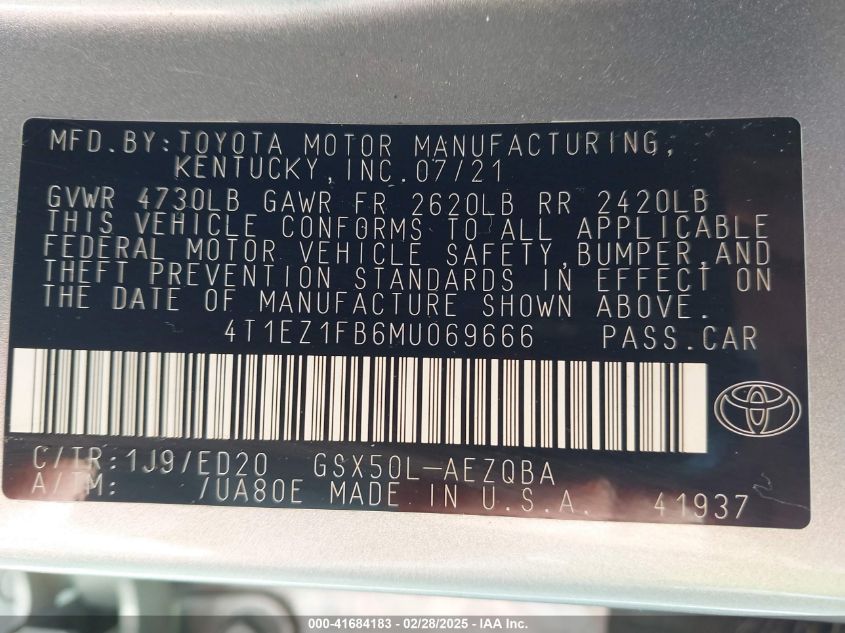 MFD.BY:TOYOTA MOTOR MANUFACTURING,
KENTUCKY,INC.07/21
GVWR 4730LB GAWR FR 2620LB RR 2420LB
THIS VEHICLE CONFORMS TO ALL APPLICABLE
FEDERAL MOTOR VEHICLE SAFETY,BUMPER,AND
THEFT PREVENTION STANDARDS IN EFFECT ON
THE DATE OF MANUFACTURE SHOWN ABOVE.
4T1EZ1FB6MU069666 PASS.CAR
C/TR:1J9/ED20 GSX50L-AEZQBA
A/TM: /UA80E MADE IN U.S.A. 41937
000-41684183 - 02/28/2025 - IAA Inc.